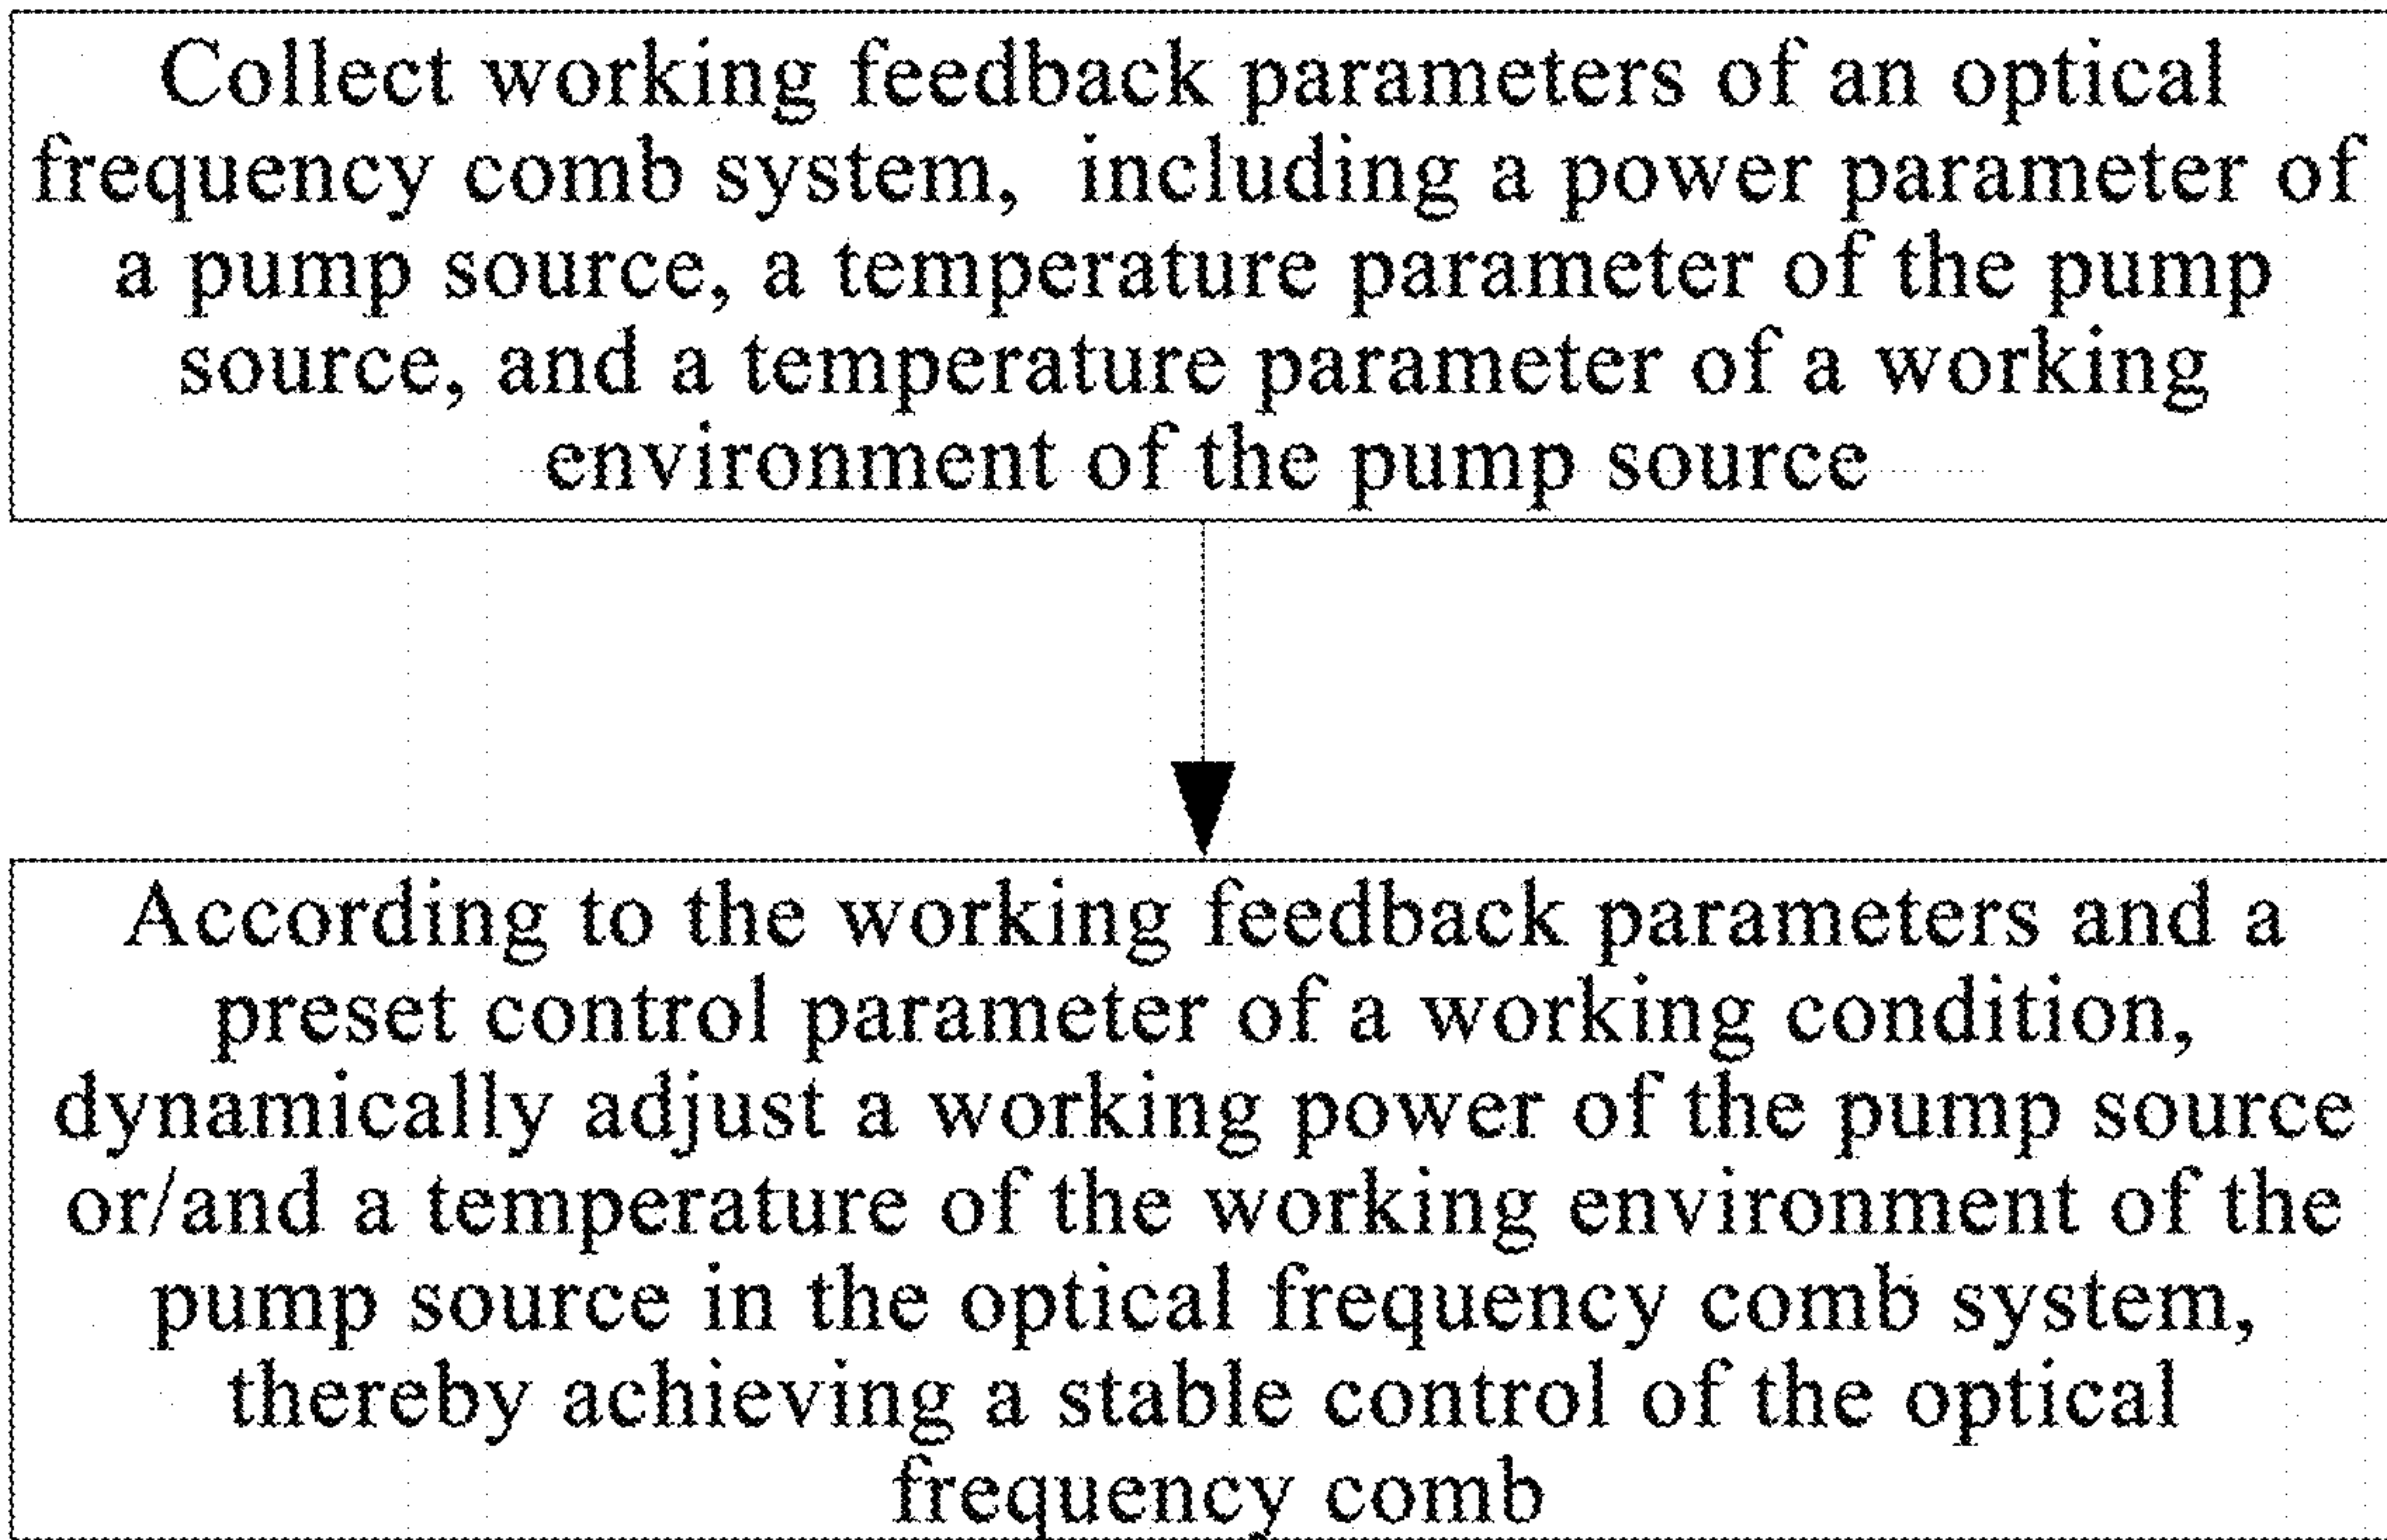 Collect working feedback parameters of an optical
frequency comb system, including a power parameter of
a pump source, a temperature parameter of the pump
source, and a temperature parameter of a working
environment of the pump source
According to the working feedback parameters and a
preset control parameter of a working condition,
dynamically adjust a working power of the pump source
or/and a temperature of the working environment of the
pump source in the optical frequency comb system,
thereby achieving a stable control of the optical
frequency comb